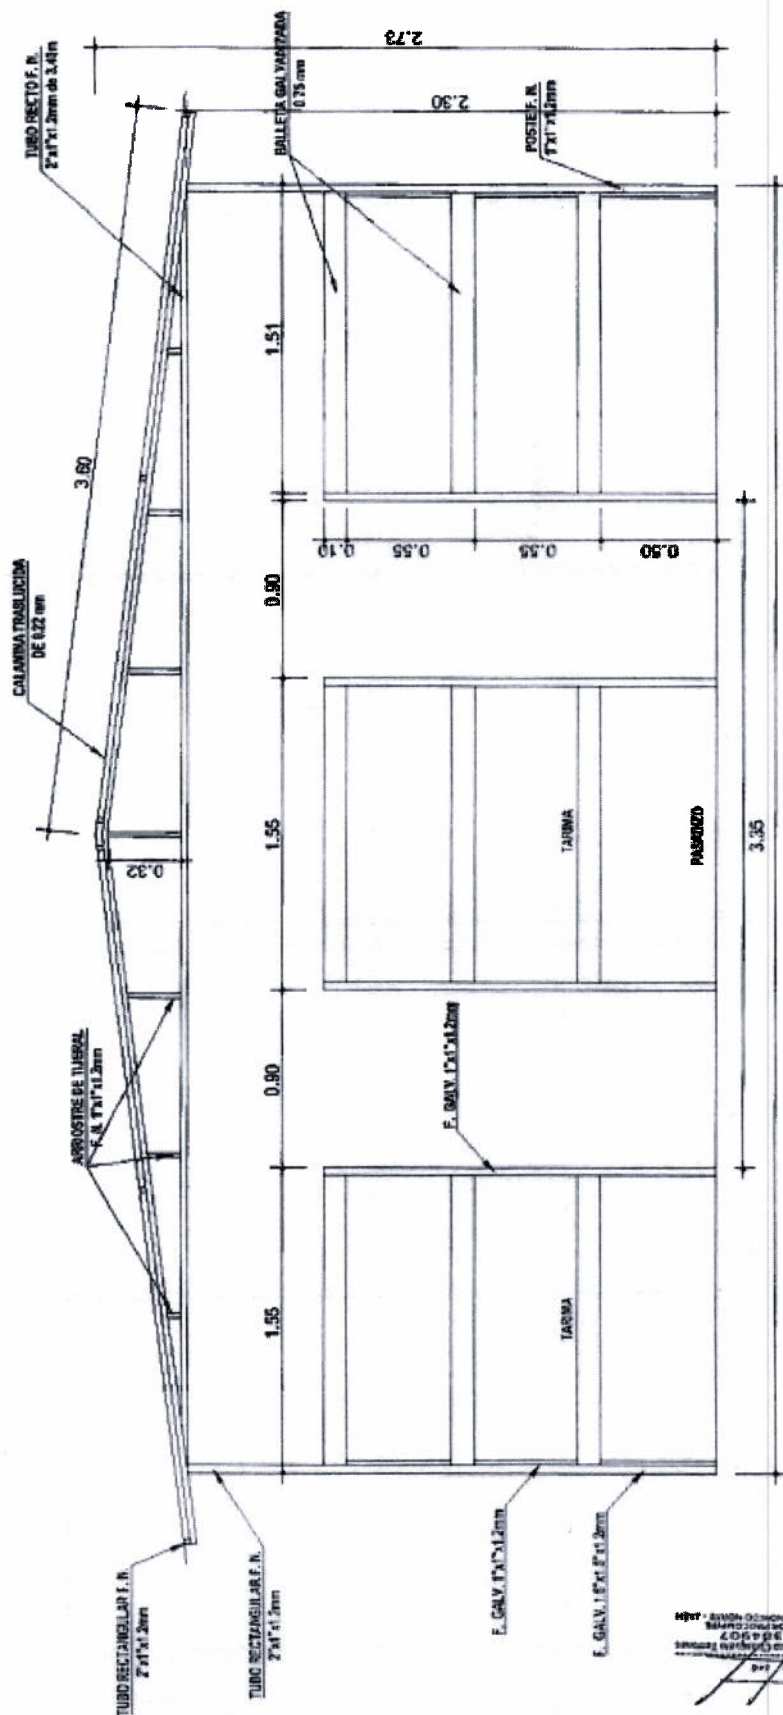 TUBO RECTANGULAR F. N.
2"x1"x1.2mm
TUBO RECTANGULAR F. N.
2"x1"x1.2mm
ARRIOSTRE DE TIJERAL
F. N. 1"x1"x1.2mm
CALAMINA TRASLUCIDA
DE 0.22 mm
3.60
TUBO RECTO F. N.
2"x1"x1.2mm de 3.40m
0.32
2.73
2.30
1.55
0.90
1.55
0.90
1.51
BALLETA GALVANIZADA
0.75 mm
POSTE F. N.
1"x1"x1.2mm
F. GALV. 1"x1"x1.2mm
TARIMA
TARIMA
0.10
0.55
0.55
0.50
F. GALV. 1"x1"x1.2mm
F. GALV. 1.5"x1.5"x1.2mm
3.35